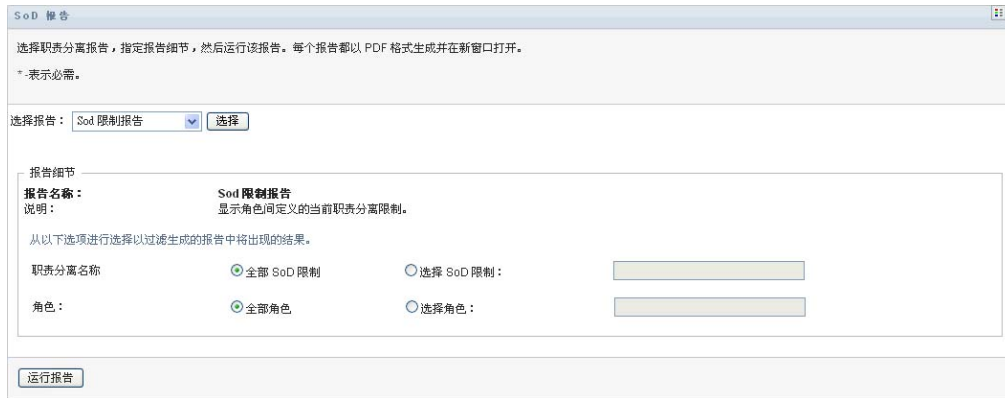 SoD 报告
选择职责分离报告，指定报告细节，然后运行该报告。每个报告都以 PDF 格式生成并在新窗口打开。
* -表示必需。
选择报告： Sod 限制报告 选择
报告细节
报告名称： Sod 限制报告
说明： 显示角色间定义的当前职责分离限制。
从以下选项进行选择以过滤生成的报告中将出现的结果。
职责分离名称 全部 SoD 限制 选择 SoD 限制：
角色： 全部角色 选择角色：
运行报告